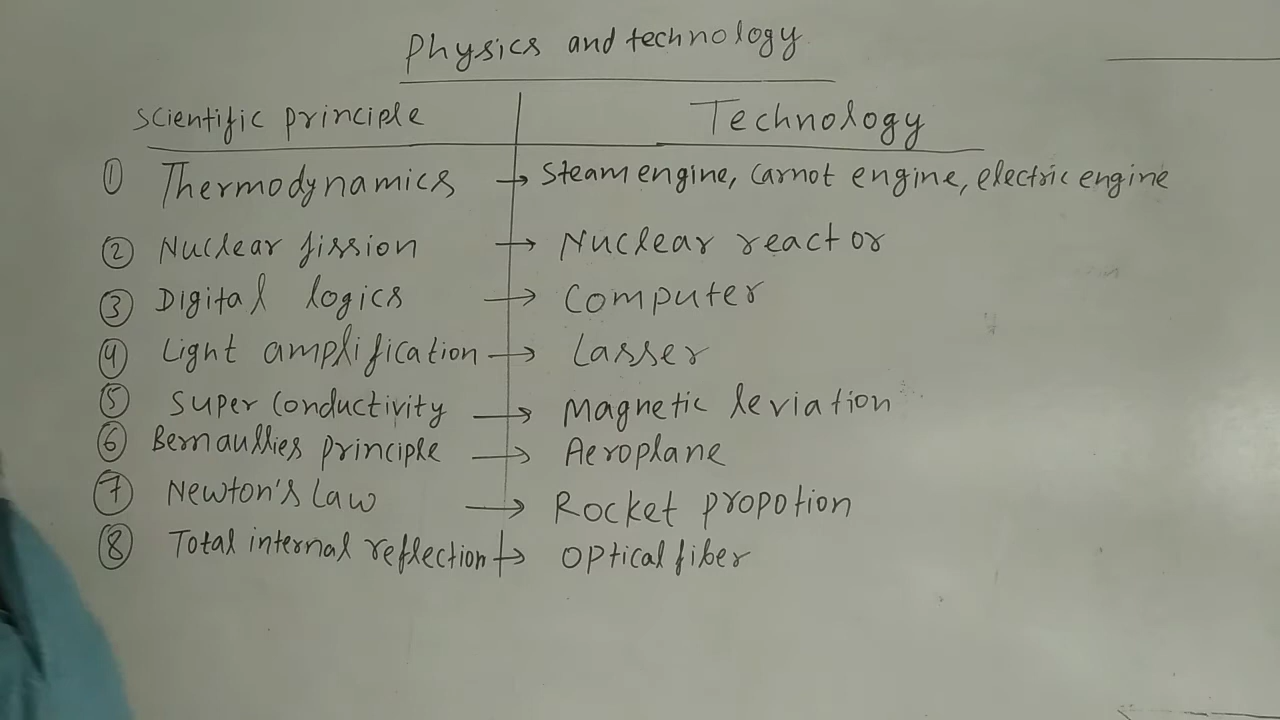 Physics and technology
Scientific principle Technology
① Thermodynamics → Steam engine, Carnot engine, electric engine
② Nuclear fission → Nuclear reactor
③ Digital logics → Computer
④ Light amplification → Lasser
⑤ Super Conductivity → Magnetic leviation
⑥ Bernaullies principle → Aeroplane
⑦ Newton's Law → Rocket propotion
⑧ Total internal reflection → Optical fiber